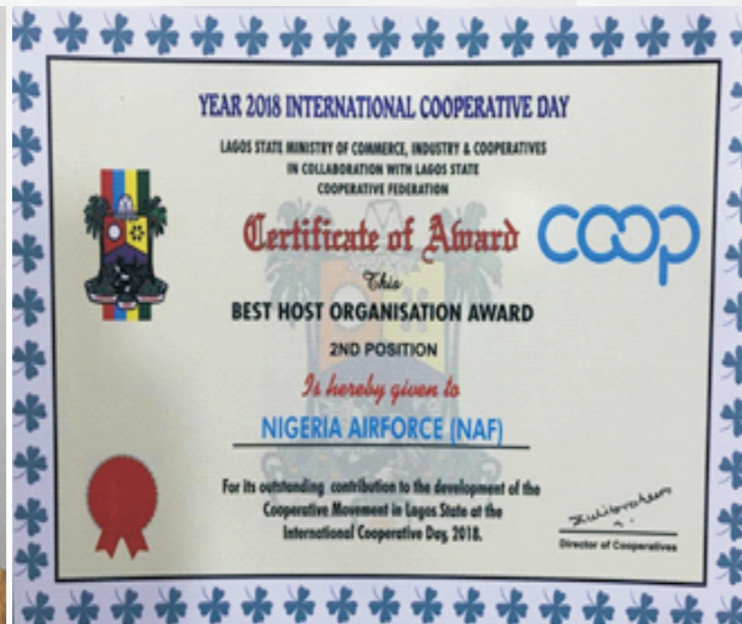 YEAR 2018 INTERNATIONAL COOPERATIVE DAY
LAGOS STATE MINISTRY OF COMMERCE, INDUSTRY & COOPERATIVES
IN COLLABORATION WITH LAGOS STATE
COOPERATIVE FEDERATION
Certificate of Award
coop
This
BEST HOST ORGANISATION AWARD
2ND POSITION
Is hereby given to
NIGERIA AIRFORCE (NAF)
For its outstanding contribution to the development of the
Cooperative Movement in Lagos State at the
International Cooperative Day, 2018.
Director of Cooperatives